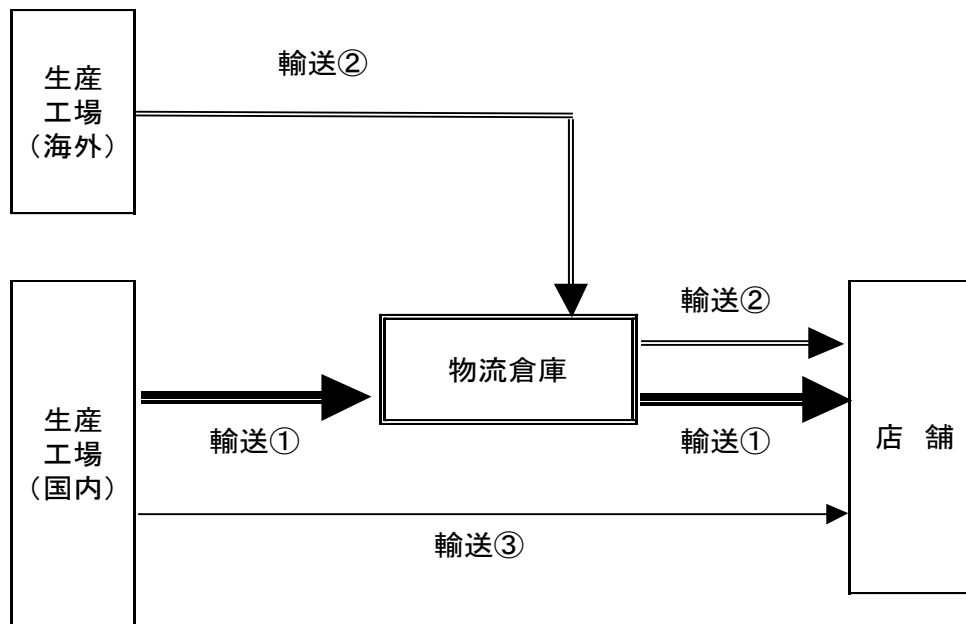 輸送②
生産
工場
（海外）
輸送②
物流倉庫
生産
工場
（国内）
輸送①
輸送①
店 舗
輸送③